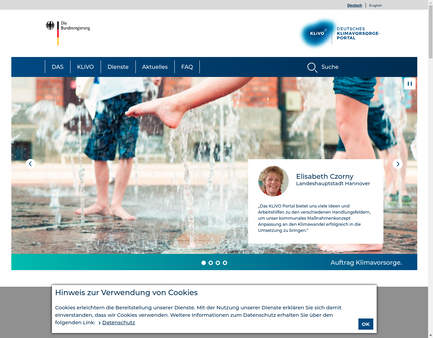 Deutsch English
Die
Bundesregierung
KLiVO
DEUTSCHES
KLIMAVORSORGE-
PORTAL
DAS KLiVO Dienste Aktuelles FAQ Suche
Elisabeth Czorny
Landeshauptstadt Hannover
„Das KLiVO Portal bietet uns viele Ideen und
Arbeitshilfen zu den verschiedenen Handlungsfeldern,
um unser kommunales Maßnahmenkonzept
Anpassung an den Klimawandel erfolgreich in die
Umsetzung zu bringen."
Auftrag Klimavorsorge.
Hinweis zur Verwendung von Cookies
Cookies erleichtern die Bereitstellung unserer Dienste. Mit der Nutzung unserer Dienste erklären Sie sich damit
einverstanden, dass wir Cookies verwenden. Weitere Informationen zum Datenschutz erhalten Sie über den
folgenden Link: Datenschutz
OK